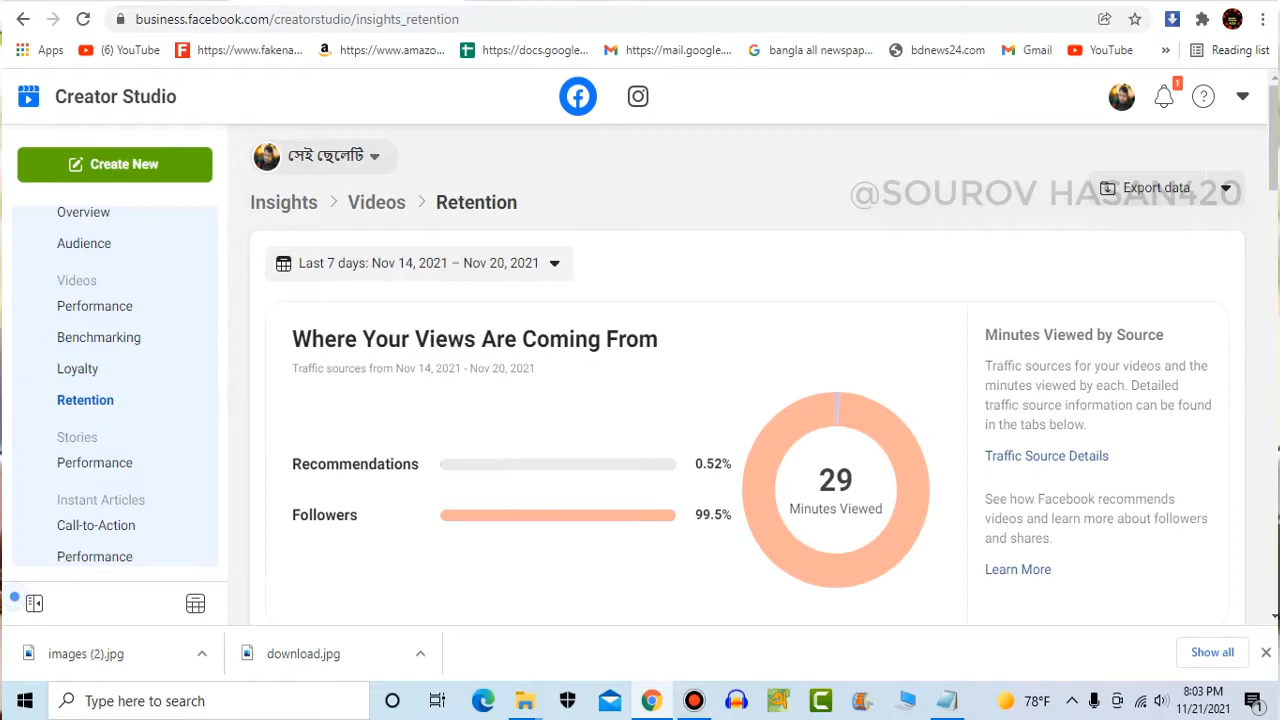 business.facebook.com/creatorstudio/insights_retention
Apps
(6) YouTube
https://www.fakena...
https://www.amazo...
https://docs.google...
https://mail.google...
bangla all newspap...
bdnews24.com
Gmail
YouTube
»
Reading list
Creator Studio
1
Create New
সেই ছেলেটি
Overview
Audience
Videos
Performance
Benchmarking
Loyalty
Retention
Stories
Performance
Instant Articles
Call-to-Action
Performance
Insights > Videos > Retention
@SOUROV HASAN420
Export data
Last 7 days: Nov 14, 2021 – Nov 20, 2021
Where Your Views Are Coming From
Traffic sources from Nov 14, 2021 - Nov 20, 2021
Recommendations 0.52%
Followers 99.5%
29
Minutes Viewed
Minutes Viewed by Source
Traffic sources for your videos and the
minutes viewed by each. Detailed
traffic source information can be found
in the tabs below.
Traffic Source Details
See how Facebook recommends
videos and learn more about followers
and shares.
Learn More
images (2).jpg
download.jpg
Show all
Type here to search
78°F
8:03 PM
11/21/2021
1